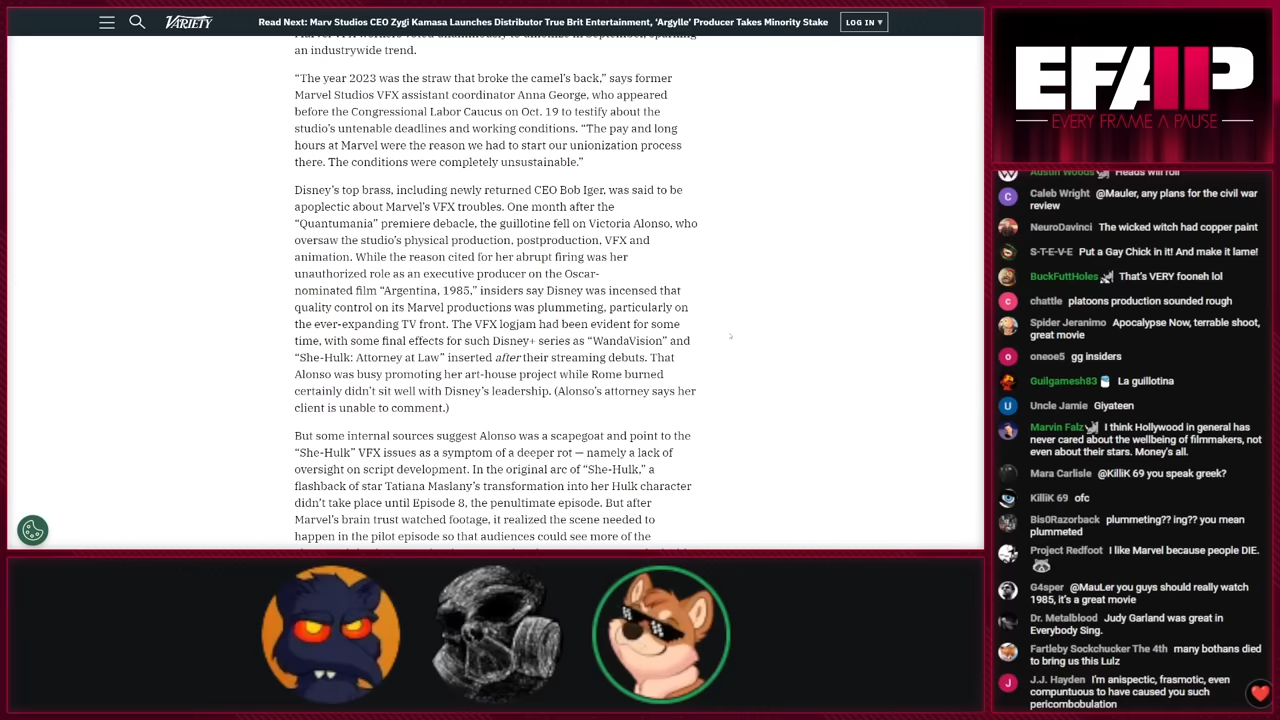 VARIETY
Read Next: Marv Studios CEO Zygi Kamasa Launches Distributor True Brit Entertainment, ‘Argylle’ Producer Takes Minority Stake
LOG IN ▾
an industrywide trend.
“The year 2023 was the straw that broke the camel’s back,” says former
Marvel Studios VFX assistant coordinator Anna George, who appeared
before the Congressional Labor Caucus on Oct. 19 to testify about the
studio’s untenable deadlines and working conditions. “The pay and long
hours at Marvel were the reason we had to start our unionization process
there. The conditions were completely unsustainable.”
Disney’s top brass, including newly returned CEO Bob Iger, was said to be
apoplectic about Marvel’s VFX troubles. One month after the
“Quantumania” premiere debacle, the guillotine fell on Victoria Alonso, who
oversaw the studio’s physical production, postproduction, VFX and
animation. While the reason cited for her abrupt firing was her
unauthorized role as an executive producer on the Oscar-
nominated film “Argentina, 1985,” insiders say Disney was incensed that
quality control on its Marvel productions was plummeting, particularly on
the ever-expanding TV front. The VFX logjam had been evident for some
time, with some final effects for such Disney+ series as “WandaVision” and
“She-Hulk: Attorney at Law” inserted after their streaming debuts. That
Alonso was busy promoting her art-house project while Rome burned
certainly didn’t sit well with Disney’s leadership. (Alonso’s attorney says her
client is unable to comment.)
But some internal sources suggest Alonso was a scapegoat and point to the
“She-Hulk” VFX issues as a symptom of a deeper rot — namely a lack of
oversight on script development. In the original arc of “She-Hulk,” a
flashback of star Tatiana Maslany’s transformation into her Hulk character
didn’t take place until Episode 8, the penultimate episode. But after
Marvel’s brain trust watched footage, it realized the scene needed to
happen in the pilot episode so that audiences could see more of the
EFAP
EVERY FRAME A PAUSE
Austin Woods Heads will roll
Caleb Wright @Mauler, any plans for the civil war
review
NeuroDavinci The wicked witch had copper paint
S-T-E-V-E Put a Gay Chick in it! And make it lame!
BuckFuttHoles That’s VERY fooneh lol
chattle platoons production sounded rough
Spider Jeranimo Apocalypse Now, terrable shoot,
great movie
oneoe5 gg insiders
Guilgamesh83 La guillotina
Uncle Jamie Giyateen
Marvin Falz I think Hollywood in general has
never cared about the wellbeing of filmmakers, not
even about their stars. Money's all.
Mara Carlisle @KilliK 69 you speak greek?
KilliK 69 ofc
Bis0Razorback plummeting?? ing?? you mean
plummeted
Project Redfoot I like Marvel because people DIE.
G4sper @MauLer you guys should really watch
1985, it's a great movie
Dr. Metalblood Judy Garland was great in
Everybody Sing.
Fartleby Sockchucker The 4th many bothans died
to bring us this Lulz
J.J. Hayden I'm anispectic, frasmotic, even
compuntuous to have caused you such
pericombobulation